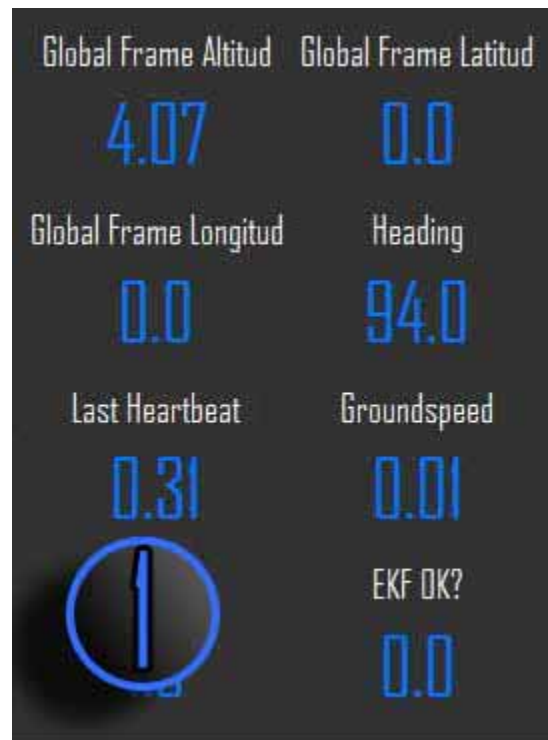 Global Frame Altitud Global Frame Latitud
4.07 0.0
Global Frame Longitud Heading
0.0 94.0
Last Heartbeat Groundspeed
0.31 0.01
1 EKF OK?
0.0